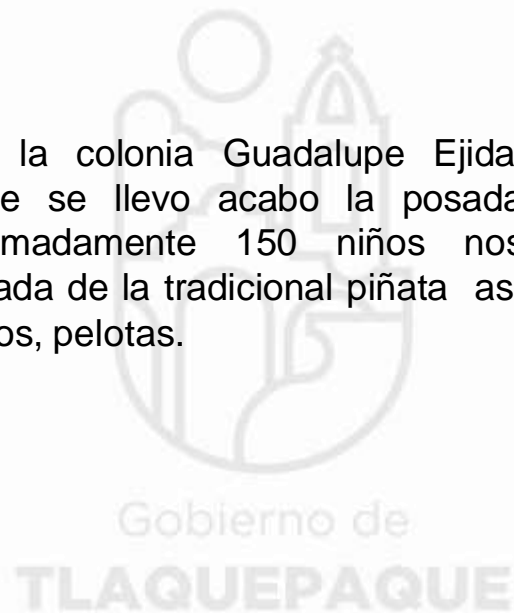 la colonia Guadalupe Ejida
e se llevo acabo la posada
madamente 150 niños nos
ada de la tradicional piñata as
os, pelotas.
Gobierno de
TLAQUEPAQUE